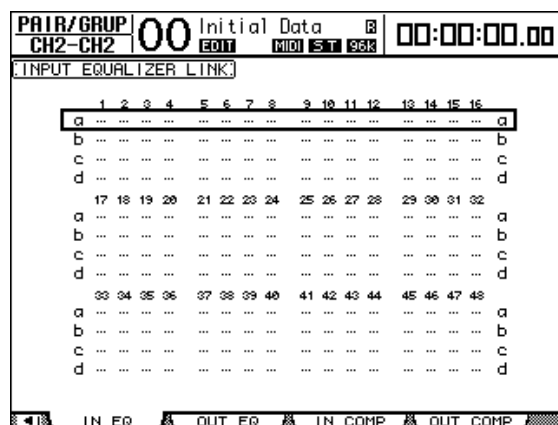 PAIR/GRUP 00 Initial Data R 00:00:00.00
CH2-CH2 EDIT MIDI ST 96K
INPUT EQUALIZER LINK
1 2 3 4 5 6 7 8 9 10 11 12 13 14 15 16
a a
b b
c c
d d
17 18 19 20 21 22 23 24 25 26 27 28 29 30 31 32
a a
b b
c c
d d
33 34 35 36 37 38 39 40 41 42 43 44 45 46 47 48
a a
b b
c c
d d
IN EQ OUT EQ IN COMP OUT COMP